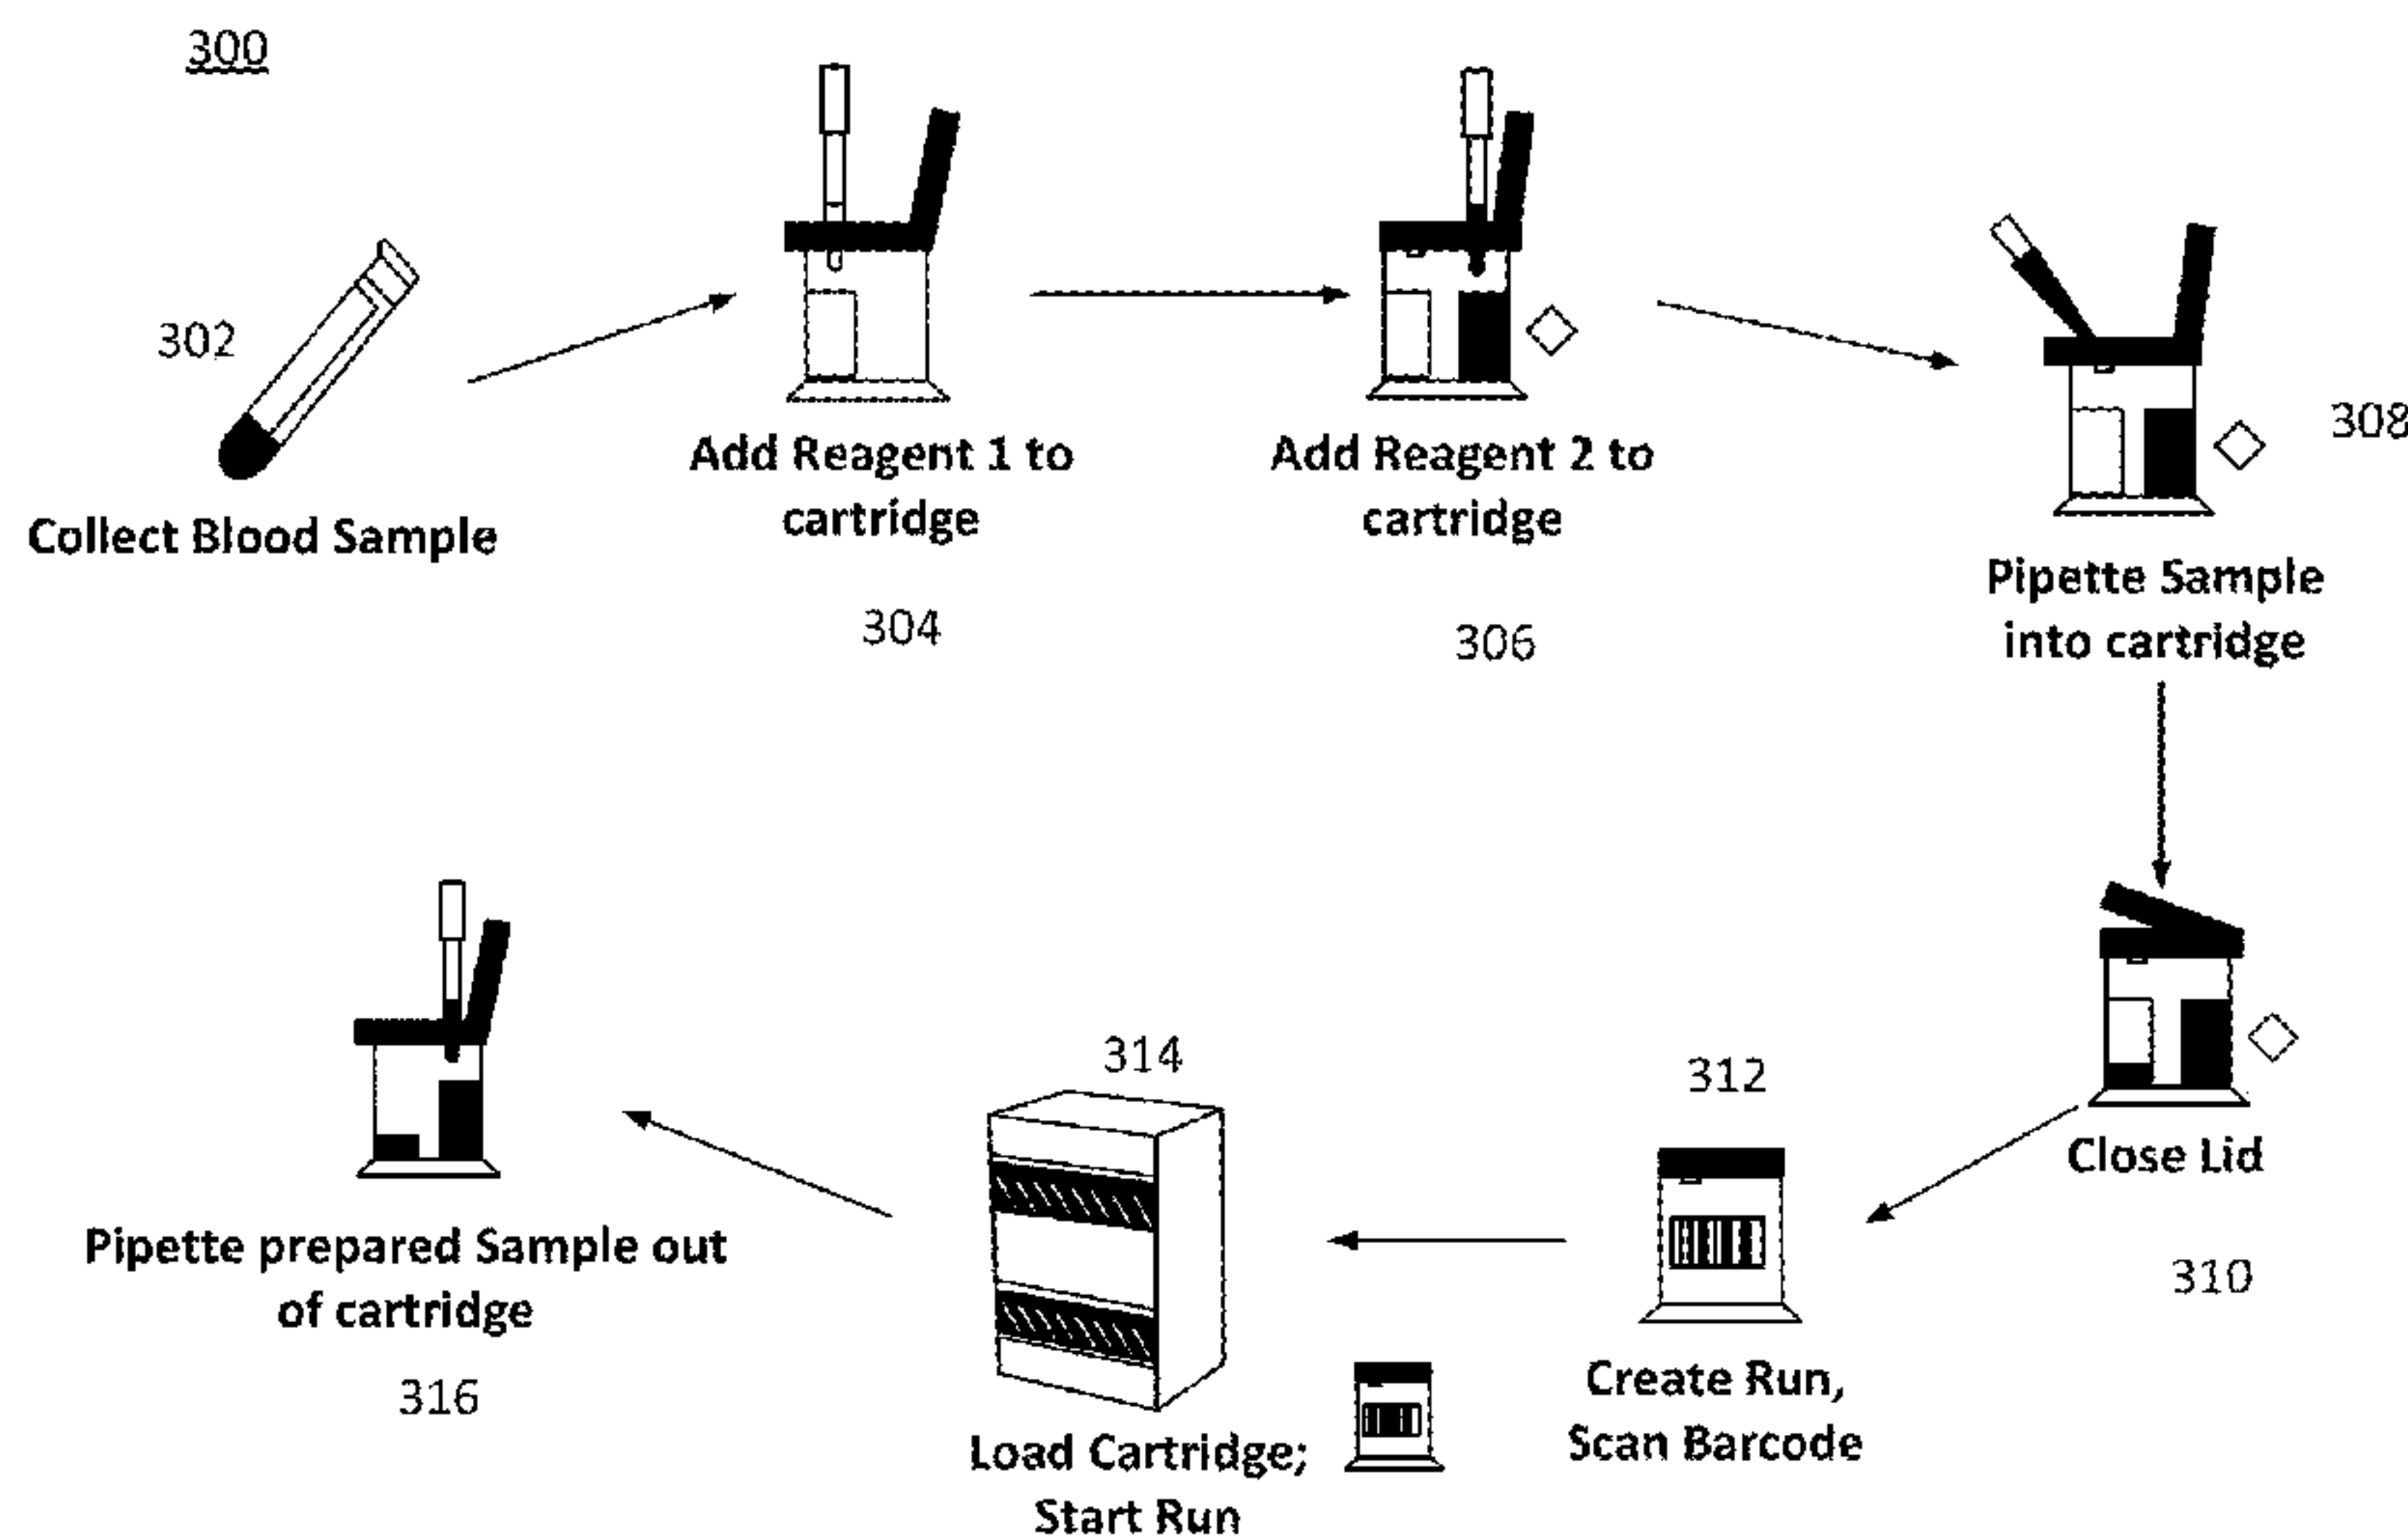 300
302
Collect Blood Sample
Add Reagent 1 to
cartridge
304
Add Reagent 2 to
cartridge
306
308
Pipette Sample
into cartridge
Close Lid
310
312
Create Run,
Scan Barcode
314
Load Cartridge;
Start Run
Pipette prepared Sample out
of cartridge
316